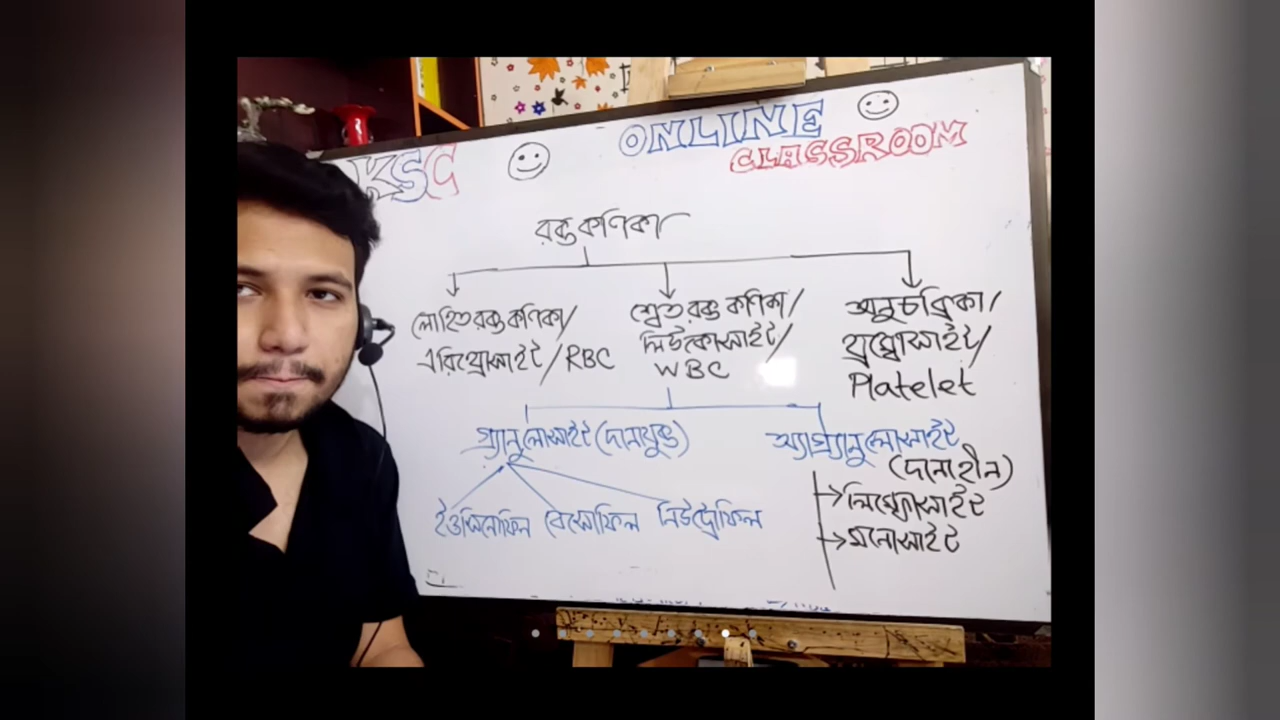 KSC
ONLINE
CLASSROOM
রক্তকণিকা
লোহিত রক্ত কণিকা/
এরিথ্রোসাইট/RBC
শ্বেত রক্ত কণিকা/
লিউকোসাইট/
WBC
অনুচক্রিকা/
থ্রম্বোসাইট/
Platelet
গ্র্যানুলোসাইট (দানাযুক্ত)
ইওসিনোফিল বেসোফিল নিউট্রোফিল
অ্যাগ্র্যানুলোসাইট
(দানাহীন)
লিম্ফোসাইট
মনোসাইট